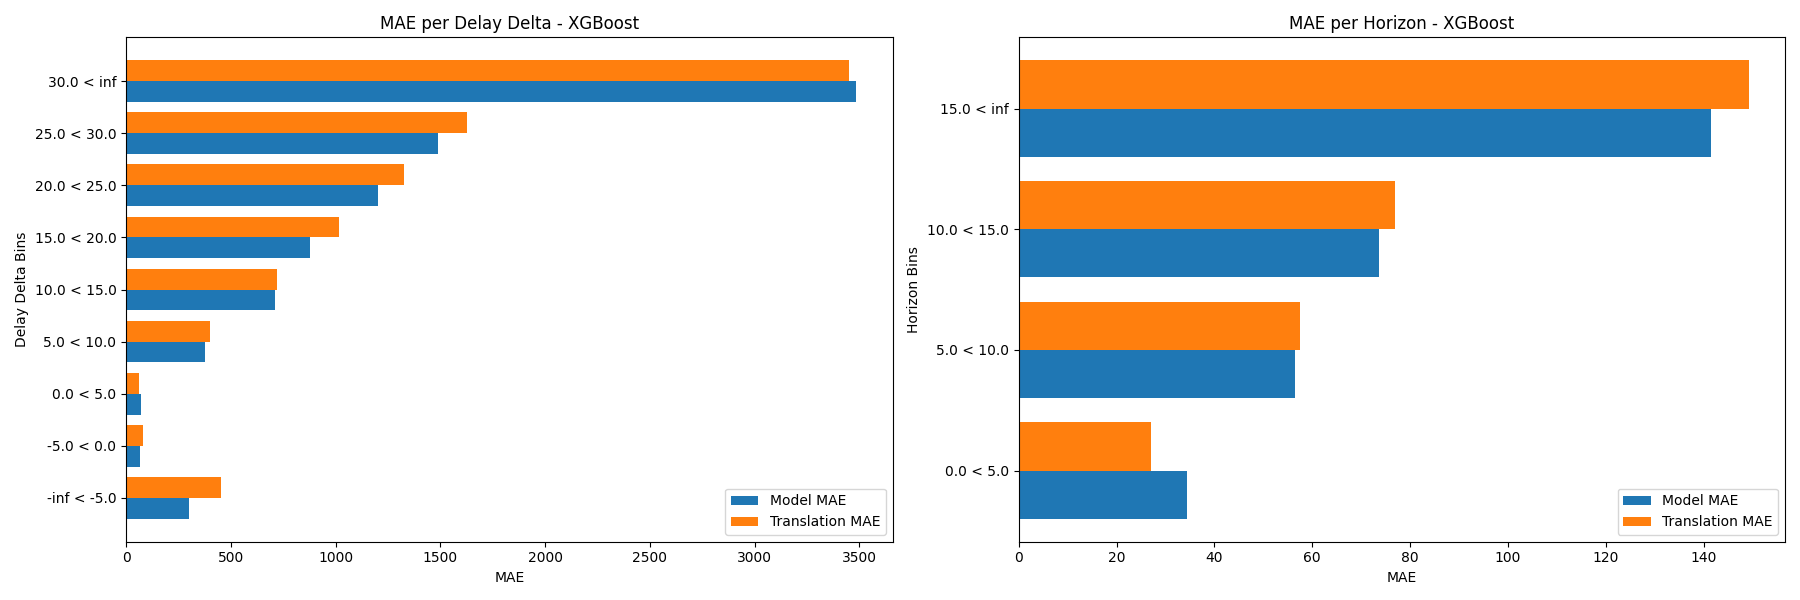 MAE per Delay Delta - XGBoost
Delay Delta Bins
30.0 < inf
25.0 < 30.0
20.0 < 25.0
15.0 < 20.0
10.0 < 15.0
5.0 < 10.0
0.0 < 5.0
-5.0 < 0.0
-inf < -5.0
Model MAE
Translation MAE
0 500 1000 1500 2000 2500 3000 3500
MAE
MAE per Horizon - XGBoost
Horizon Bins
15.0 < inf
10.0 < 15.0
5.0 < 10.0
0.0 < 5.0
Model MAE
Translation MAE
0 20 40 60 80 100 120 140
MAE